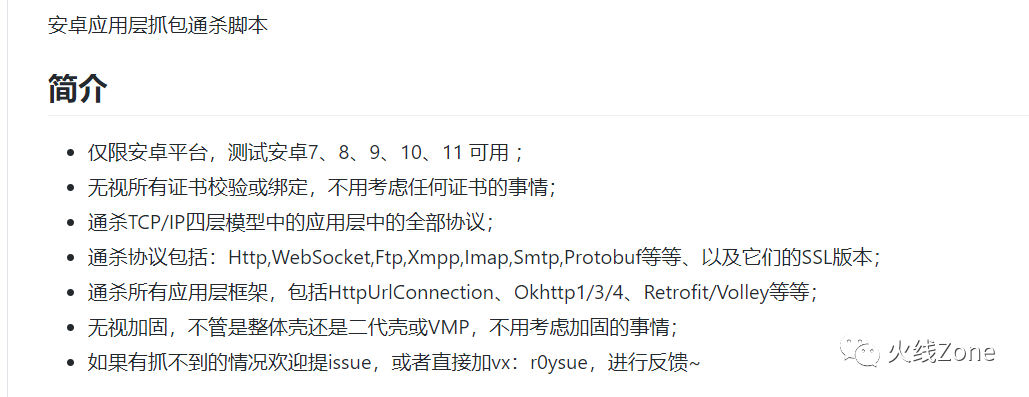 安卓应用层抓包通杀脚本
简介
仅限安卓平台，测试安卓7、8、9、10、11 可用 ；
无视所有证书校验或绑定，不用考虑任何证书的事情；
通杀TCP/IP四层模型中的应用层中的全部协议；
通杀协议包括：Http,WebSocket,Ftp,Xmpp,Imap,Smtp,Protobuf等等、以及它们的SSL版本；
通杀所有应用层框架，包括HttpUrlConnection、Okhttp1/3/4、Retrofit/Volley等等；
无视加固，不管是整体壳还是二代壳或VMP，不用考虑加固的事情；
如果有抓不到的情况欢迎提issue，或者直接加vx：r0ysue，进行反馈~
火线Zone